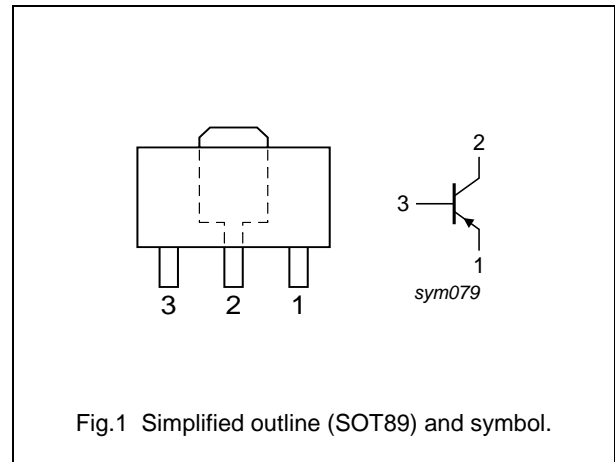 2
3
1
sym079
3 2 1
Fig.1 Simplified outline (SOT89) and symbol.